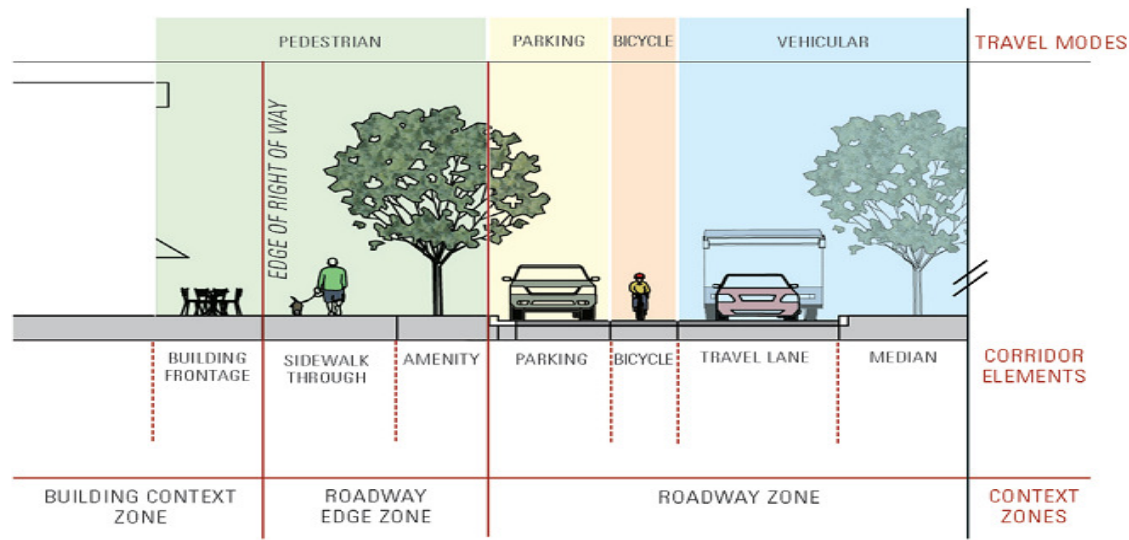 PEDESTRIAN
PARKING
BICYCLE
VEHICULAR
TRAVEL MODES
EDGE OF RIGHT OF WAY
BUILDING
FRONTAGE
SIDEWALK
THROUGH
AMENITY
PARKING
BICYCLE
TRAVEL LANE
MEDIAN
CORRIDOR
ELEMENTS
BUILDING CONTEXT
ZONE
ROADWAY
EDGE ZONE
ROADWAY ZONE
CONTEXT
ZONES